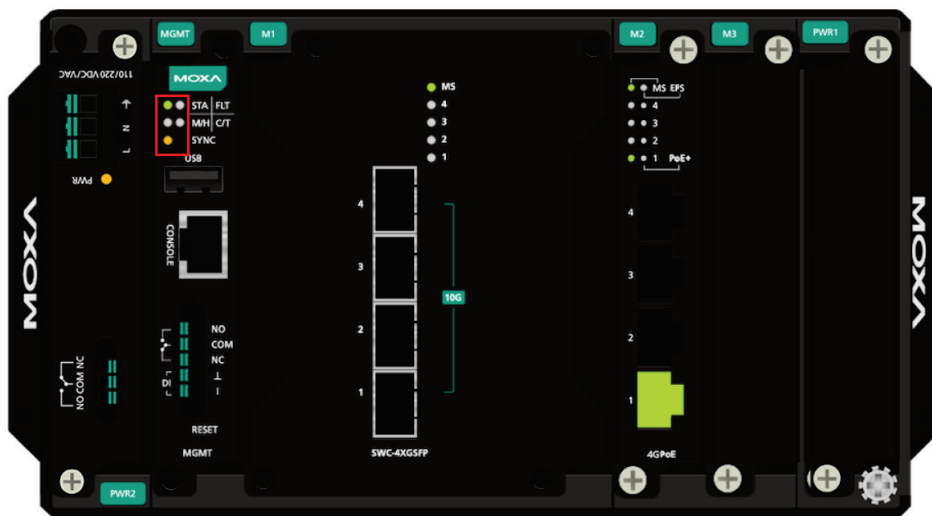 MGMT
M1
M2
M3
PWR1
110/220 VDC/VAC
N
L
PWR
NO COM NC
PWR2
MOXA
MOXA
STA FLT
M/H C/T
SYNC
USB
CONSOLE
NO
COM
NC
DI
RESET
MGMT
MS
4
3
2
1
4
3
2
1
10G
SWC-4XGSFP
MS EPS
4
3
2
1 PoE+
4
3
2
1
4GPoE
MOXA